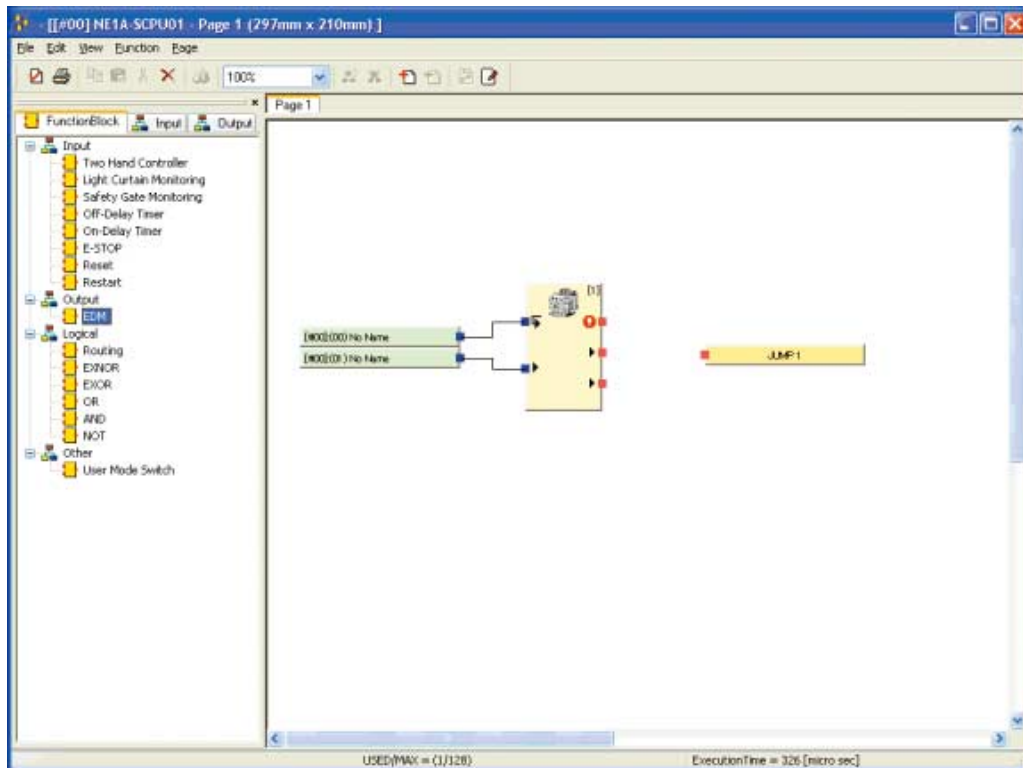 [[#00] NE1A-SCPU01 - Page 1 (297mm x 210mm) ]
File Edit View Function Page
100%
Page 1
FunctionBlock Input Output
Input
Two Hand Controller
Light Curtain Monitoring
Safety Gate Monitoring
Off-Delay Timer
On-Delay Timer
E-STOP
Reset
Restart
Output
EDM
Logical
Routing
EXNOR
EXOR
OR
AND
NOT
Other
User Mode Switch
[1]
[#00]:(00) No Name
[#00]:(01) No Name
JUMP:1
USED/MAX = (1/128)
ExecutionTime = 326 [micro sec]